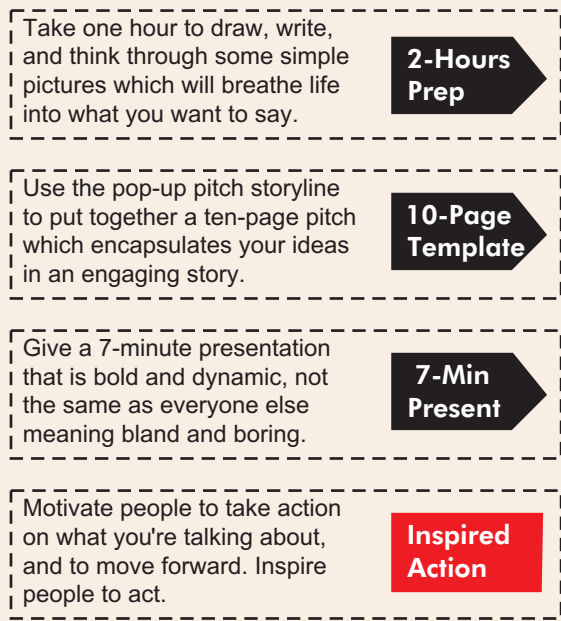 Take one hour to draw, write,
and think through some simple
pictures which will breathe life
into what you want to say.
2-Hours
Prep
Use the pop-up pitch storyline
to put together a ten-page pitch
which encapsulates your ideas
in an engaging story.
10-Page
Template
Give a 7-minute presentation
that is bold and dynamic, not
the same as everyone else
meaning bland and boring.
7-Min
Present
Motivate people to take action
on what you're talking about,
and to move forward. Inspire
people to act.
Inspired
Action